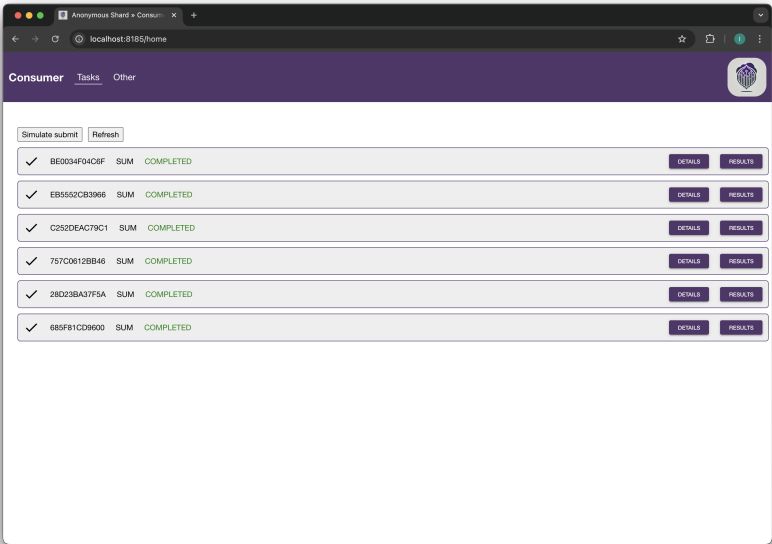 Anonymous Shard » Consum
localhost:8185/home
Consumer Tasks Other
Simulate submit Refresh
BE0034F04C6F SUM COMPLETED DETAILS RESULTS
EB5552CB3966 SUM COMPLETED DETAILS RESULTS
C252DEAC79C1 SUM COMPLETED DETAILS RESULTS
757C0612BB46 SUM COMPLETED DETAILS RESULTS
28D23BA37F5A SUM COMPLETED DETAILS RESULTS
685F81CD9600 SUM COMPLETED DETAILS RESULTS